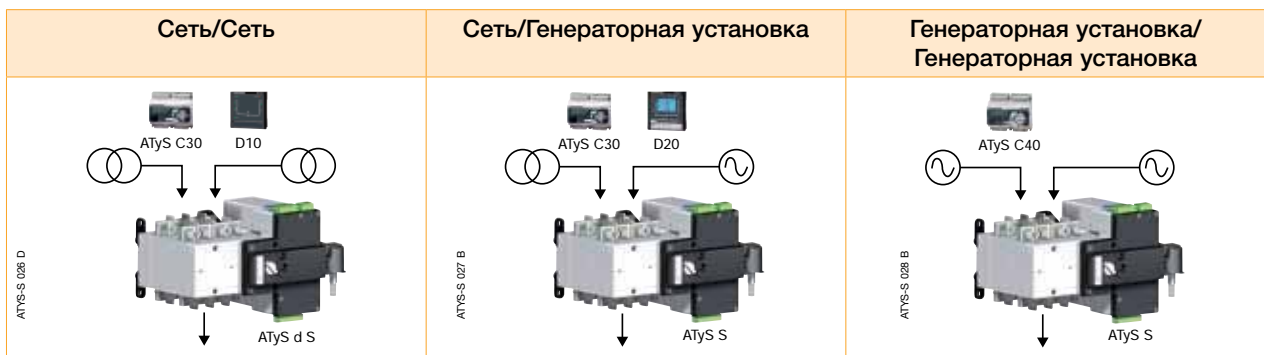 Сеть/Сеть
Сеть/Генераторная установка
Генераторная установка/
Генераторная установка
ATyS C30
D10
ATYS-S 026 D
ATyS d S
ATyS C30
D20
ATYS-S 027 B
ATyS S
ATyS C40
ATYS-S 028 B
ATyS S